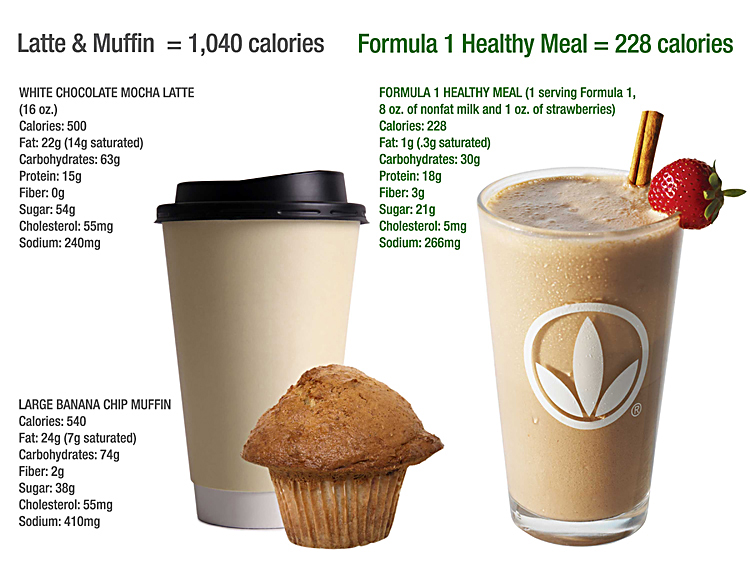 Latte & Muffin = 1,040 calories
Formula 1 Healthy Meal = 228 calories
WHITE CHOCOLATE MOCHA LATTE
(16 oz.)
Calories: 500
Fat: 22g (14g saturated)
Carbohydrates: 63g
Protein: 15g
Fiber: 0g
Sugar: 54g
Cholesterol: 55mg
Sodium: 240mg
FORMULA 1 HEALTHY MEAL (1 serving Formula 1,
8 oz. of nonfat milk and 1 oz. of strawberries)
Calories: 228
Fat: 1g (.3g saturated)
Carbohydrates: 30g
Protein: 18g
Fiber: 3g
Sugar: 21g
Cholesterol: 5mg
Sodium: 266mg
LARGE BANANA CHIP MUFFIN
Calories: 540
Fat: 24g (7g saturated)
Carbohydrates: 74g
Fiber: 2g
Sugar: 38g
Cholesterol: 55mg
Sodium: 410mg
®